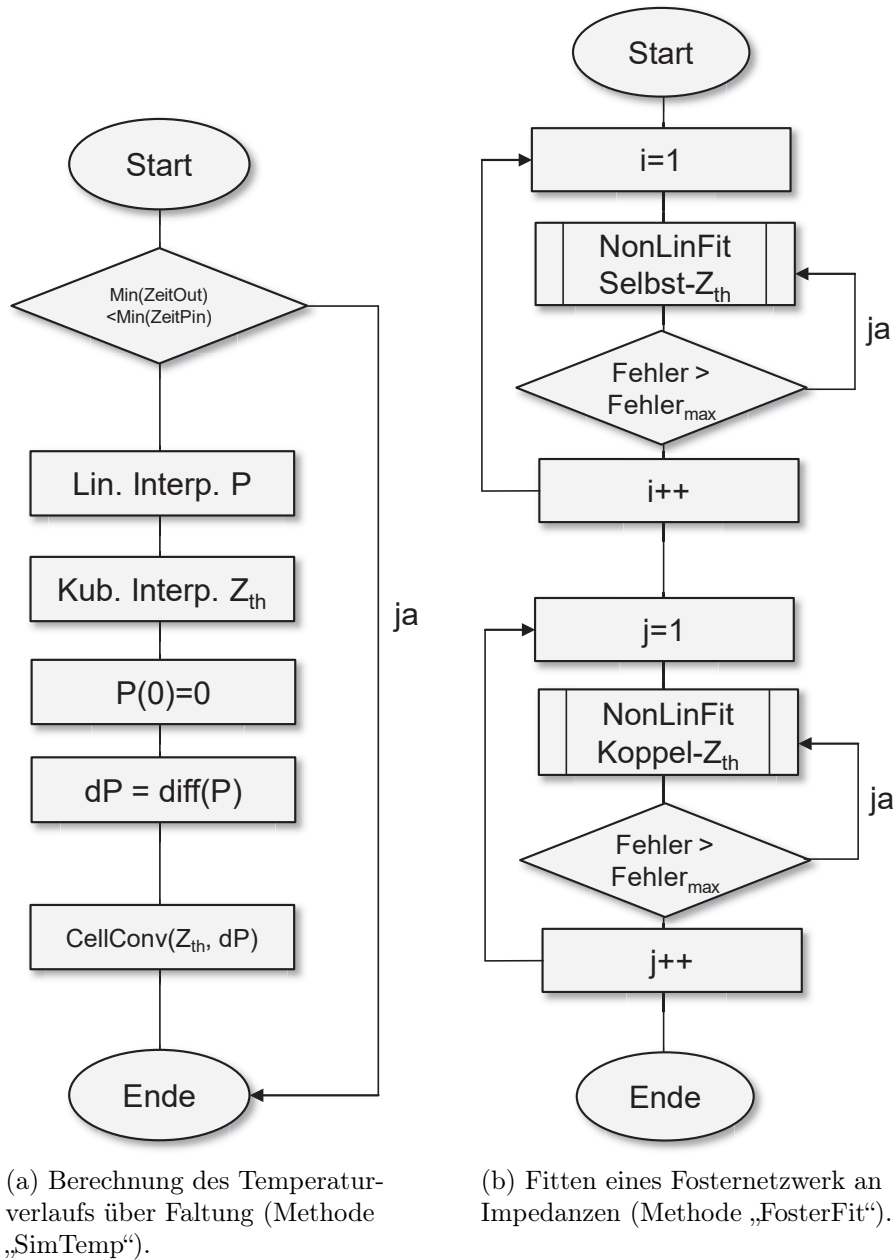 Start
Min(ZeitOut)
<Min(ZeitPin)
Lin. Interp. P
Kub. Interp. Zth
ja
P(0)=0
dP = diff(P)
CellConv(Zth, dP)
Ende
(a) Berechnung des Temperatur-
verlaufs über Faltung (Methode
„SimTemp“).
Start
i=1
NonLinFit
Selbst-Zth
ja
Fehler >
Fehlermax
i++
j=1
NonLinFit
Koppel-Zth
ja
Fehler >
Fehlermax
j++
Ende
(b) Fitten eines Fosternetzwerk an
Impedanzen (Methode „FosterFit“).